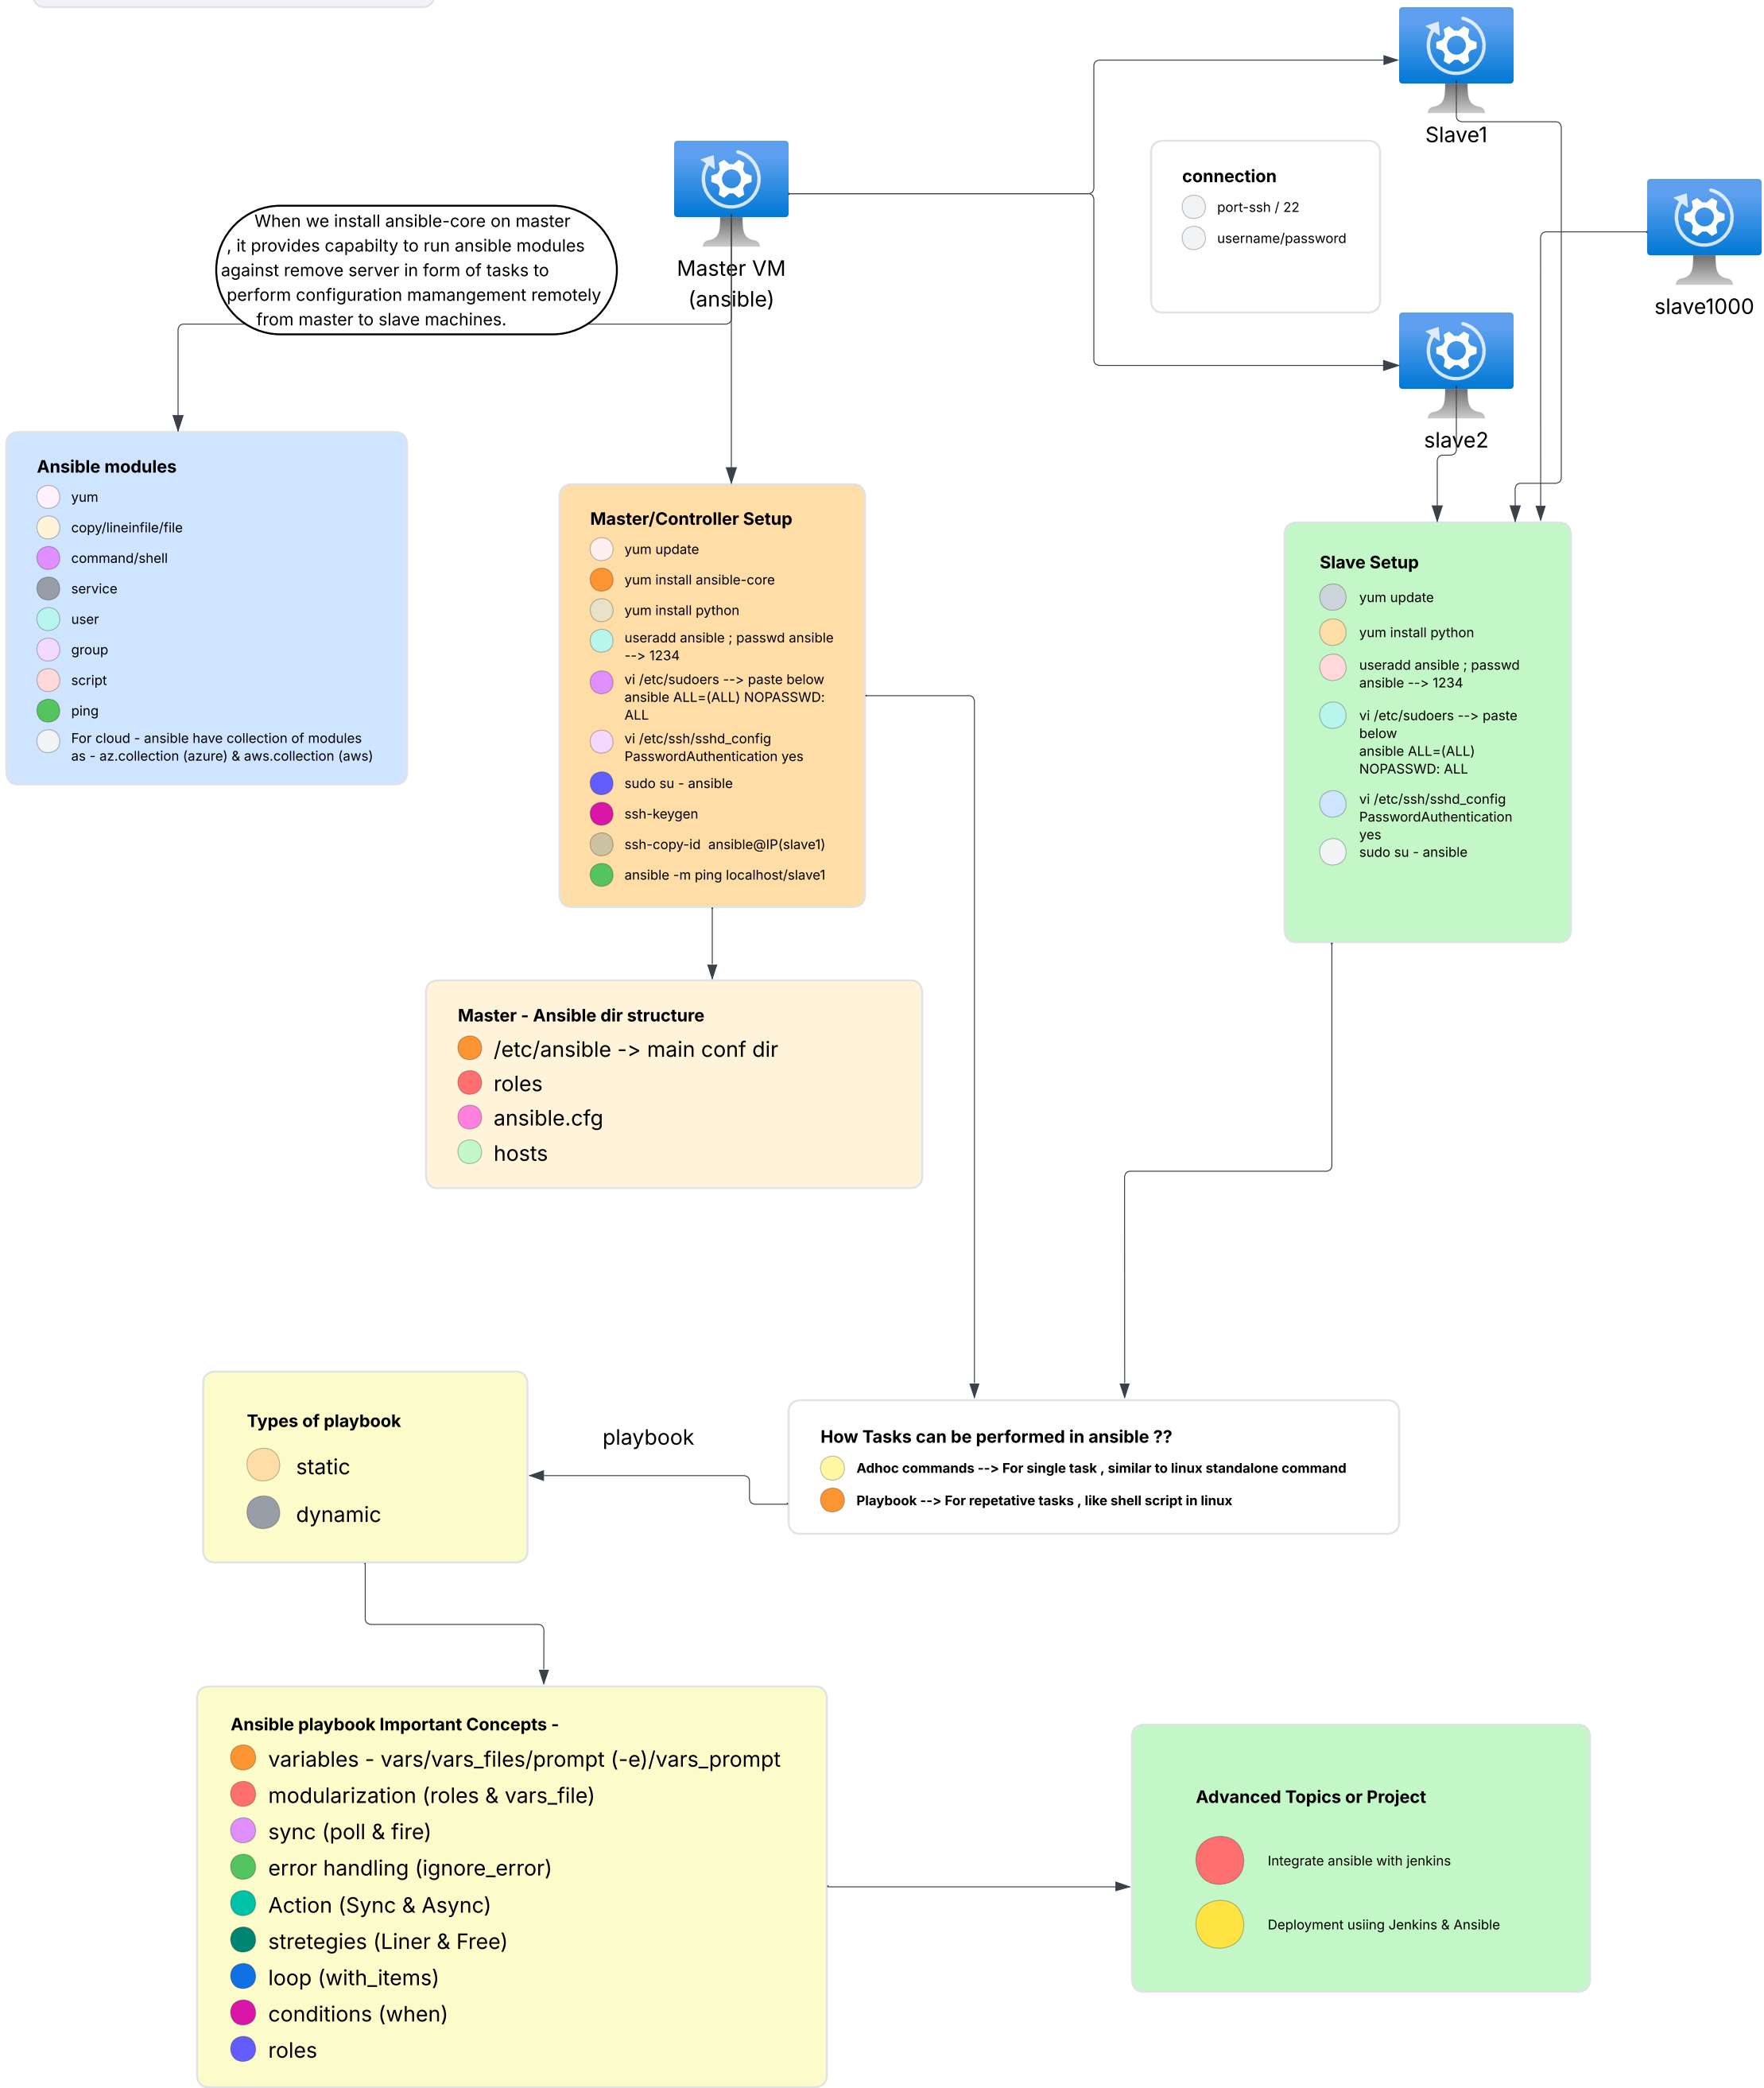 Slave1
connection
port-ssh / 22
username/password
Master VM
(ansible)
slave1000
When we install ansible-core on master
, it provides capabilty to run ansible modules
against remove server in form of tasks to
perform configuration mamangement remotely
from master to slave machines.
slave2
Ansible modules
yum
copy/lineinfile/file
command/shell
service
user
group
script
ping
For cloud - ansible have collection of modules
as - az.collection (azure) & aws.collection (aws)
Master/Controller Setup
yum update
yum install ansible-core
yum install python
useradd ansible ; passwd ansible
--> 1234
vi /etc/sudoers --> paste below
ansible ALL=(ALL) NOPASSWD:
ALL
vi /etc/ssh/sshd_config
PasswordAuthentication yes
sudo su - ansible
ssh-keygen
ssh-copy-id  ansible@IP(slave1)
ansible -m ping localhost/slave1
Slave Setup
yum update
yum install python
useradd ansible ; passwd
ansible --> 1234
vi /etc/sudoers --> paste
below
ansible ALL=(ALL)
NOPASSWD: ALL
vi /etc/ssh/sshd_config
PasswordAuthentication
yes
sudo su - ansible
Master - Ansible dir structure
/etc/ansible -> main conf dir
roles
ansible.cfg
hosts
How Tasks can be performed in ansible ??
Adhoc commands --> For single task , similar to linux standalone command
Playbook --> For repetative tasks , like shell script in linux
playbook
Types of playbook
static
dynamic
Ansible playbook Important Concepts -
variables - vars/vars_files/prompt (-e)/vars_prompt
modularization (roles & vars_file)
sync (poll & fire)
error handling (ignore_error)
Action (Sync & Async)
stretegies (Liner & Free)
loop (with_items)
conditions (when)
roles
Advanced Topics or Project
Integrate ansible with jenkins
Deployment usiing Jenkins & Ansible